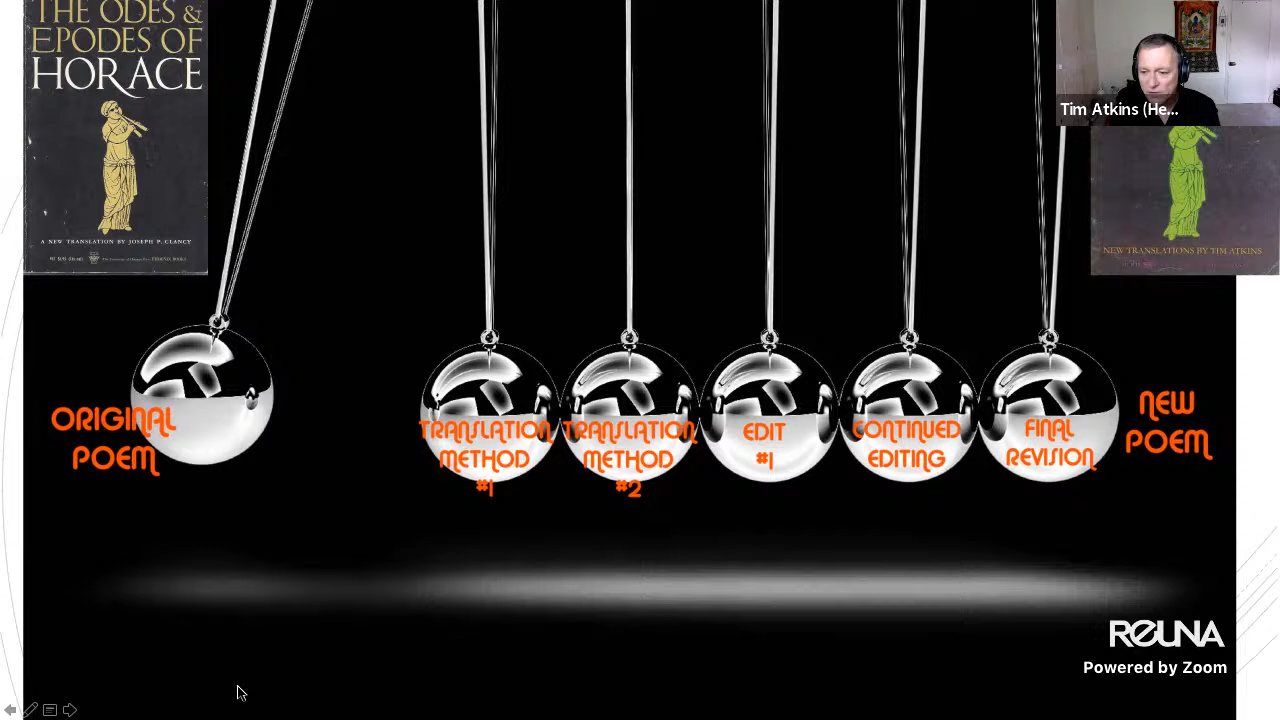 THE ODES &
EPODES OF
HORACE
A NEW TRANSLATION BY JOSEPH P. CLANCY
PHOENIX BOOKS
Tim Atkins (He...
NEW TRANSLATIONS BY TIM ATKINS
ORIGINAL
POEM
TRANSLATION
METHOD
#1
TRANSLATION
METHOD
#2
EDIT
#1
CONTINUED
EDITING
FINAL
REVISION
NEW
POEM
REUNA
Powered by Zoom